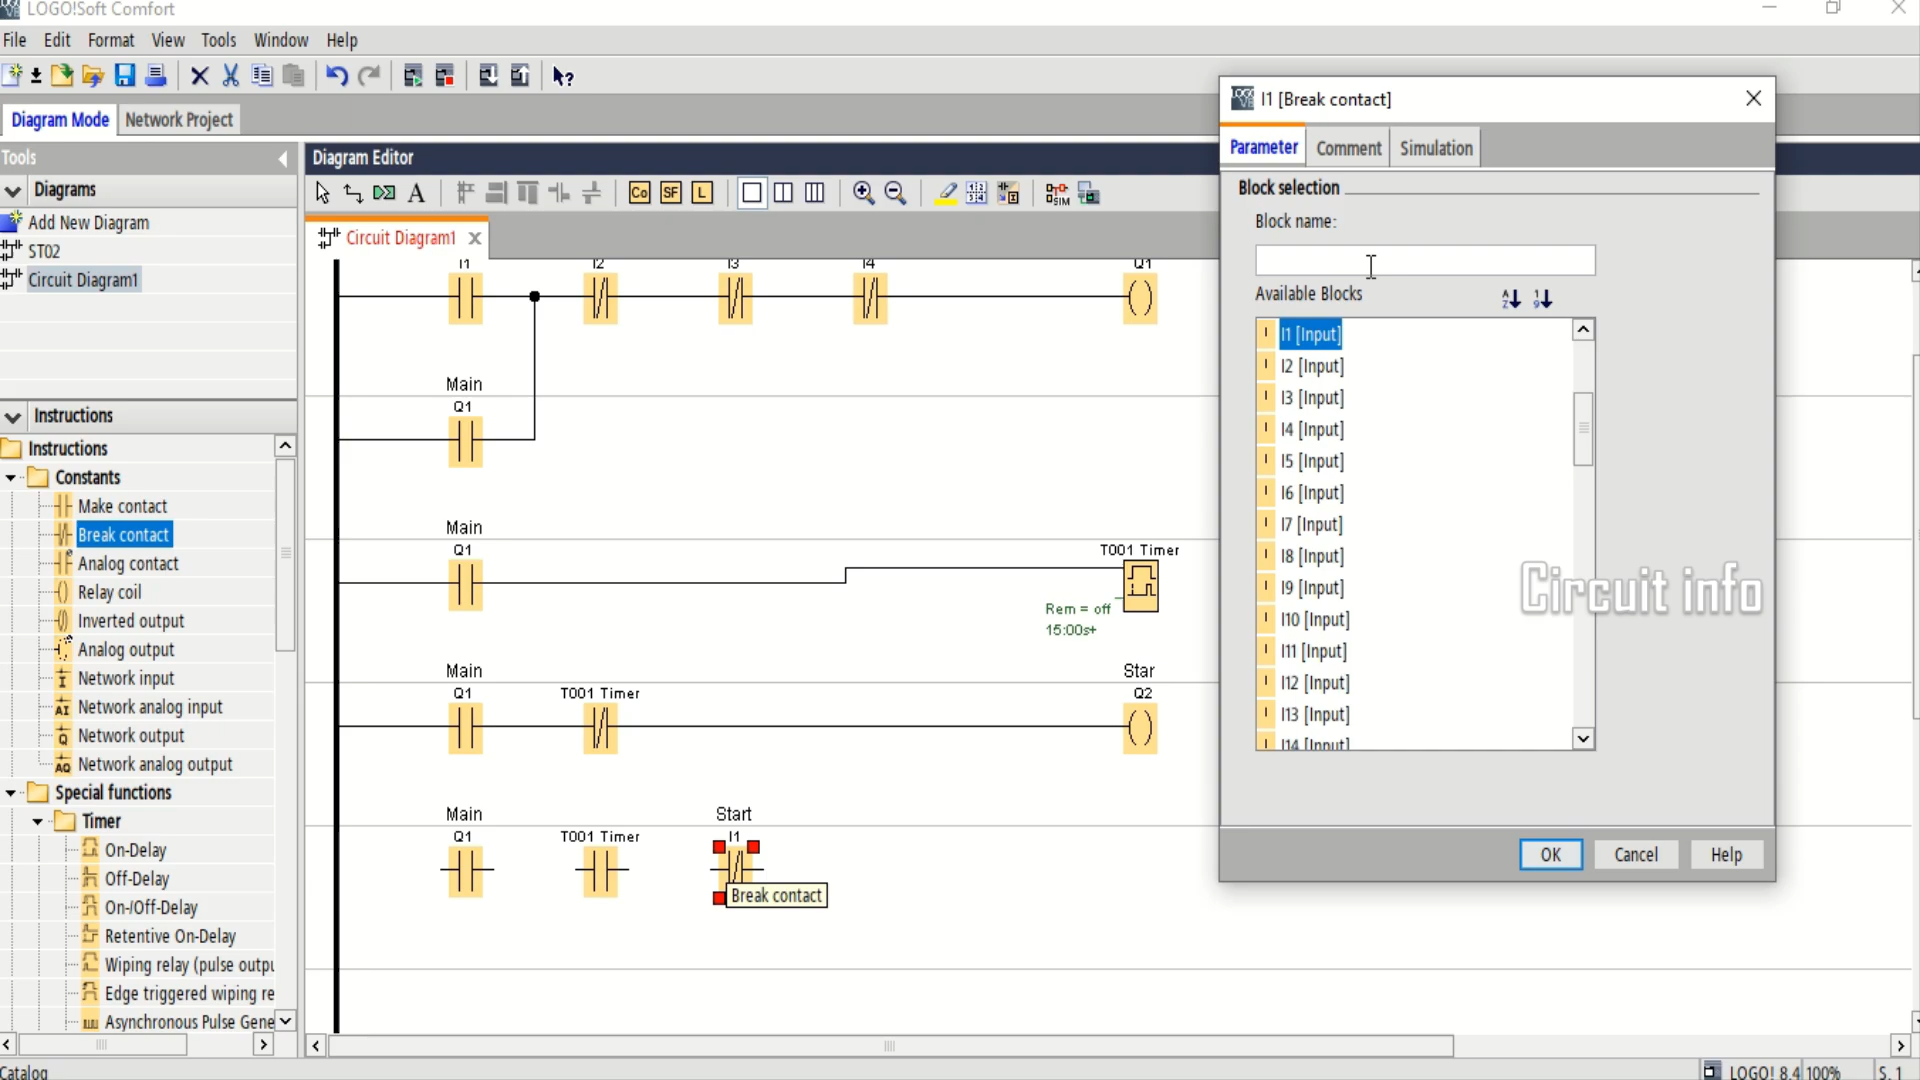 LOGO!Soft Comfort
File Edit Format View Tools Window Help
Diagram Mode Network Project
Tools
Diagrams
Add New Diagram
ST02
Circuit Diagram1
Instructions
Instructions
Constants
Make contact
Break contact
Analog contact
Relay coil
Inverted output
Analog output
Network input
Network analog input
Network output
Network analog output
Special functions
Timer
On-Delay
Off-Delay
On-/Off-Delay
Retentive On-Delay
Wiping relay (pulse outpu
Edge triggered wiping re
Asynchronous Pulse Gene
Diagram Editor
Co SF L
SIM
Circuit Diagram1
I1 I2 I3 I4 Q1
Main
Q1
Main
Q1
T001 Timer
Rem = off
15:00s+
Main
Q1
T001 Timer
Star
Q2
Main
Q1
T001 Timer
Start
I1
Break contact
I1 [Break contact]
Parameter Comment Simulation
Block selection
Block name:
Available Blocks
I1 [Input]
I2 [Input]
I3 [Input]
I4 [Input]
I5 [Input]
I6 [Input]
I7 [Input]
I8 [Input]
I9 [Input]
I10 [Input]
I11 [Input]
I12 [Input]
I13 [Input]
I14 [Input]
OK Cancel Help
Circuit info
Catalog
LOGO! 8.4 100% S. 1